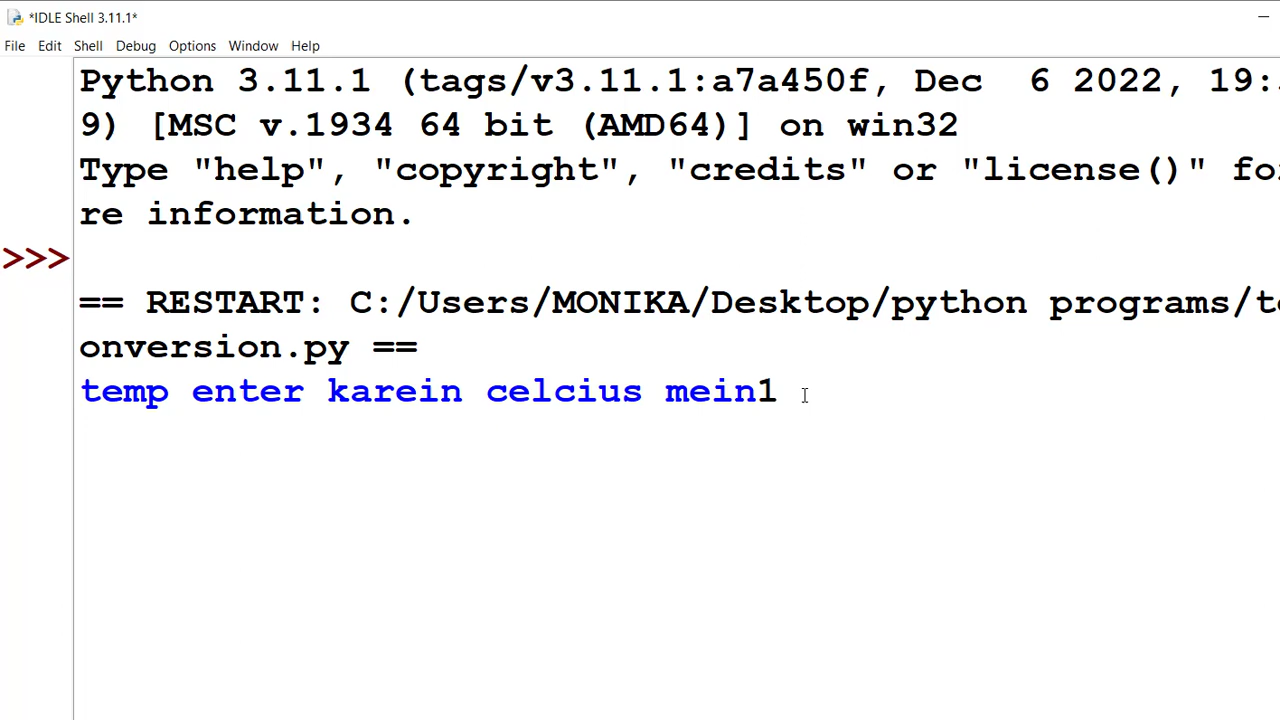 *IDLE Shell 3.11.1*
File Edit Shell Debug Options Window Help
Python 3.11.1 (tags/v3.11.1:a7a450f, Dec  6 2022, 19:
9) [MSC v.1934 64 bit (AMD64)] on win32
Type "help", "copyright", "credits" or "license()" fo
re information.
>>>
== RESTART: C:/Users/MONIKA/Desktop/python programs/t
onversion.py ==
temp enter karein celcius mein1